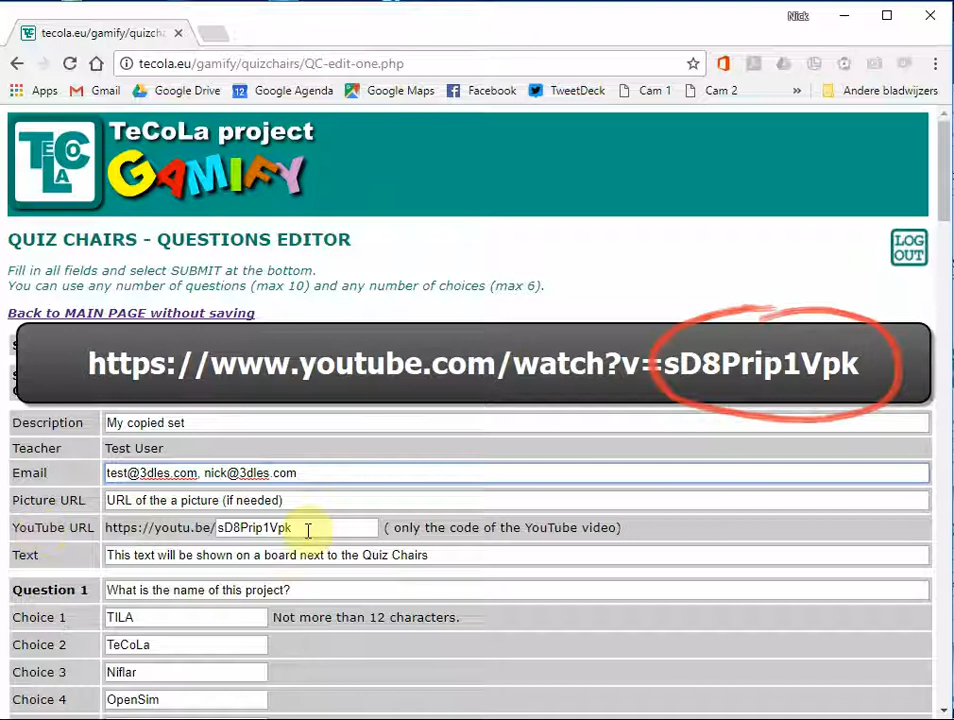 Nick
tecola.eu/gamify/quizcha
tecola.eu/gamify/quizchairs/QC-edit-one.php
Apps Gmail Google Drive 12 Google Agenda Google Maps Facebook TweetDeck Cam 1 Cam 2 » Andere bladwijzers
TECOLA
TeCoLa project
GAMIFY
QUIZ CHAIRS - QUESTIONS EDITOR
LOG OUT
Fill in all fields and select SUBMIT at the bottom.
You can use any number of questions (max 10) and any number of choices (max 6).
Back to MAIN PAGE without saving
https://www.youtube.com/watch?v=sD8Prip1Vpk
Description My copied set
Teacher Test User
Email test@3dles.com, nick@3dles.com
Picture URL URL of the a picture (if needed)
YouTube URL https://youtu.be/sD8Prip1Vpk ( only the code of the YouTube video)
Text This text will be shown on a board next to the Quiz Chairs
Question 1 What is the name of this project?
Choice 1 TILA Not more than 12 characters.
Choice 2 TeCoLa
Choice 3 Niflar
Choice 4 OpenSim